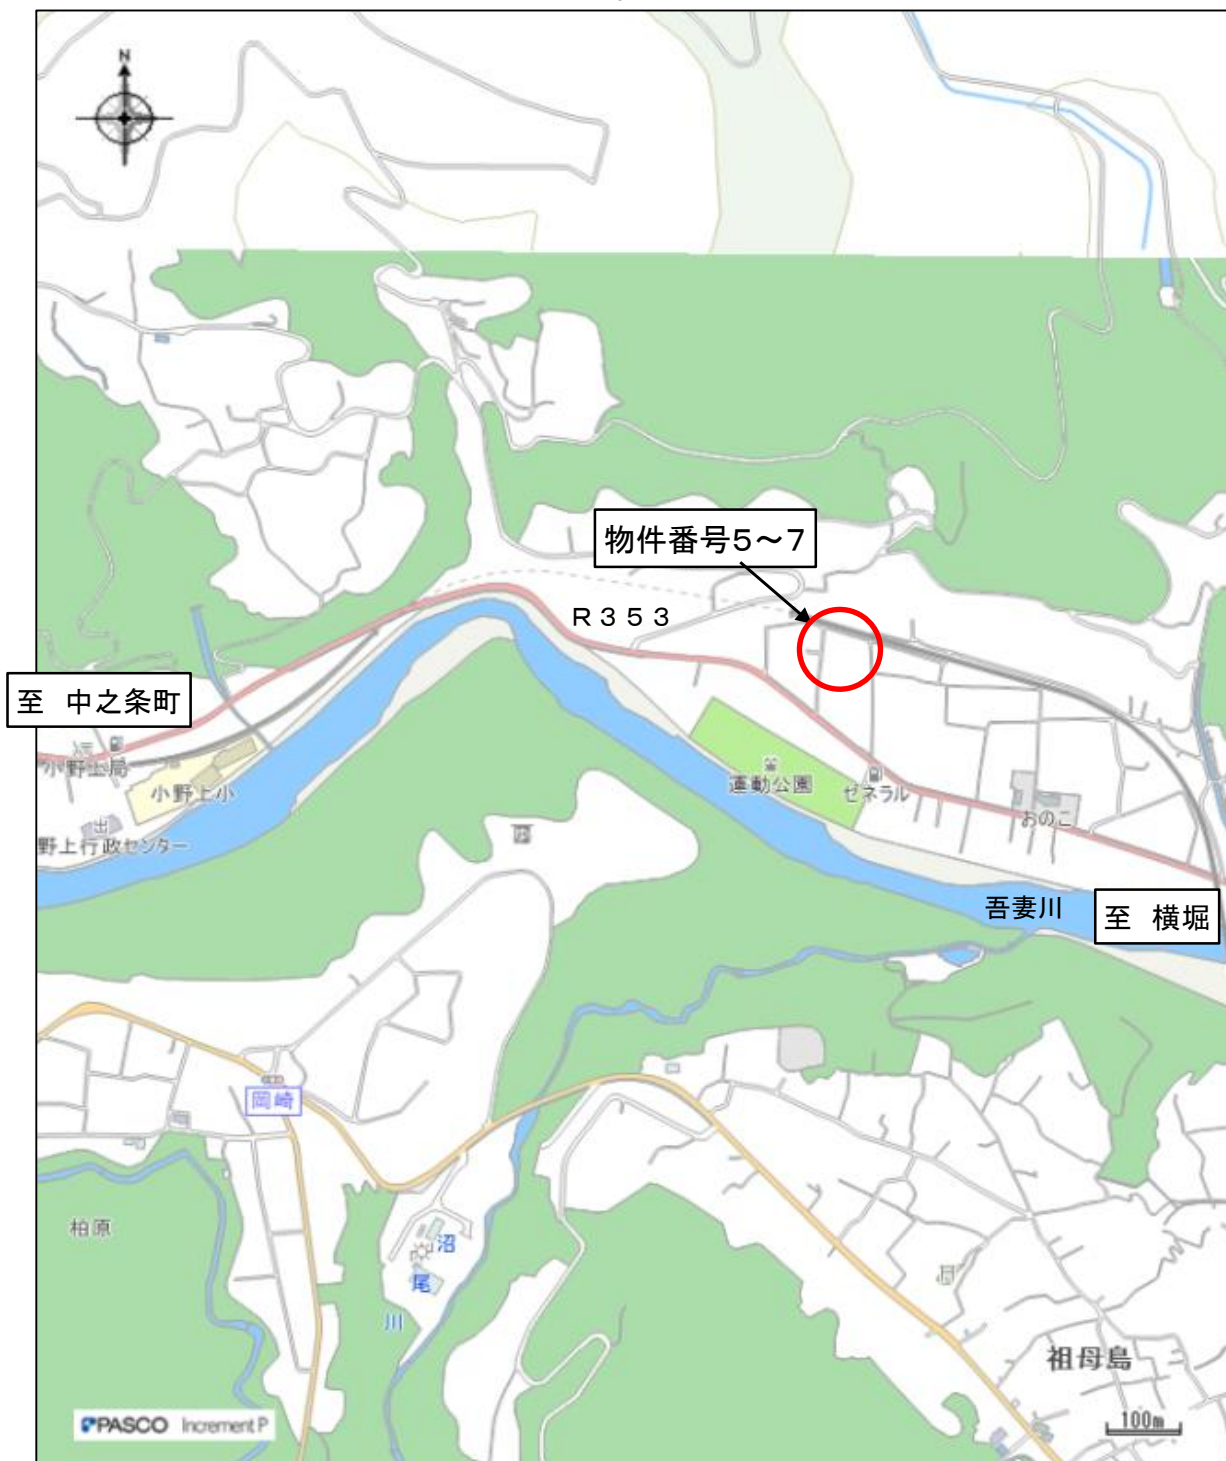 N
物件番号5～7
R353
至 中之条町
小野上局
小野上小
出
野上行政センター
運動公園
ゼネラル
おのこ
吾妻川
至 横堀
岡崎
柏原
沼
尾
川
祖母島
PASCO Increment P
100m